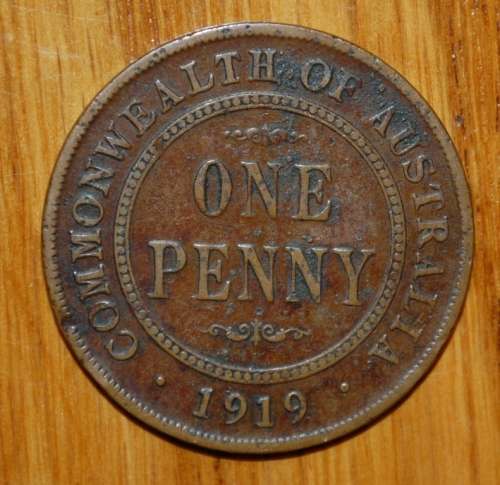 COMMONWEALTH OF AUSTRALIA
ONE
PENNY
· 1919 ·